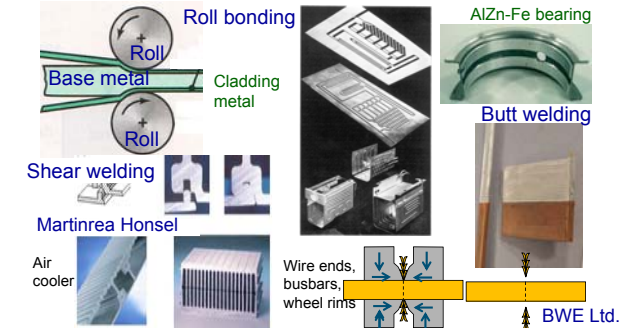 Roll bonding
Roll
Base metal
Cladding
metal
Roll
AlZn-Fe bearing
Butt welding
Shear welding
Martinrea Honsel
Air
cooler
Wire ends,
busbars,
wheel rims
BWE Ltd.